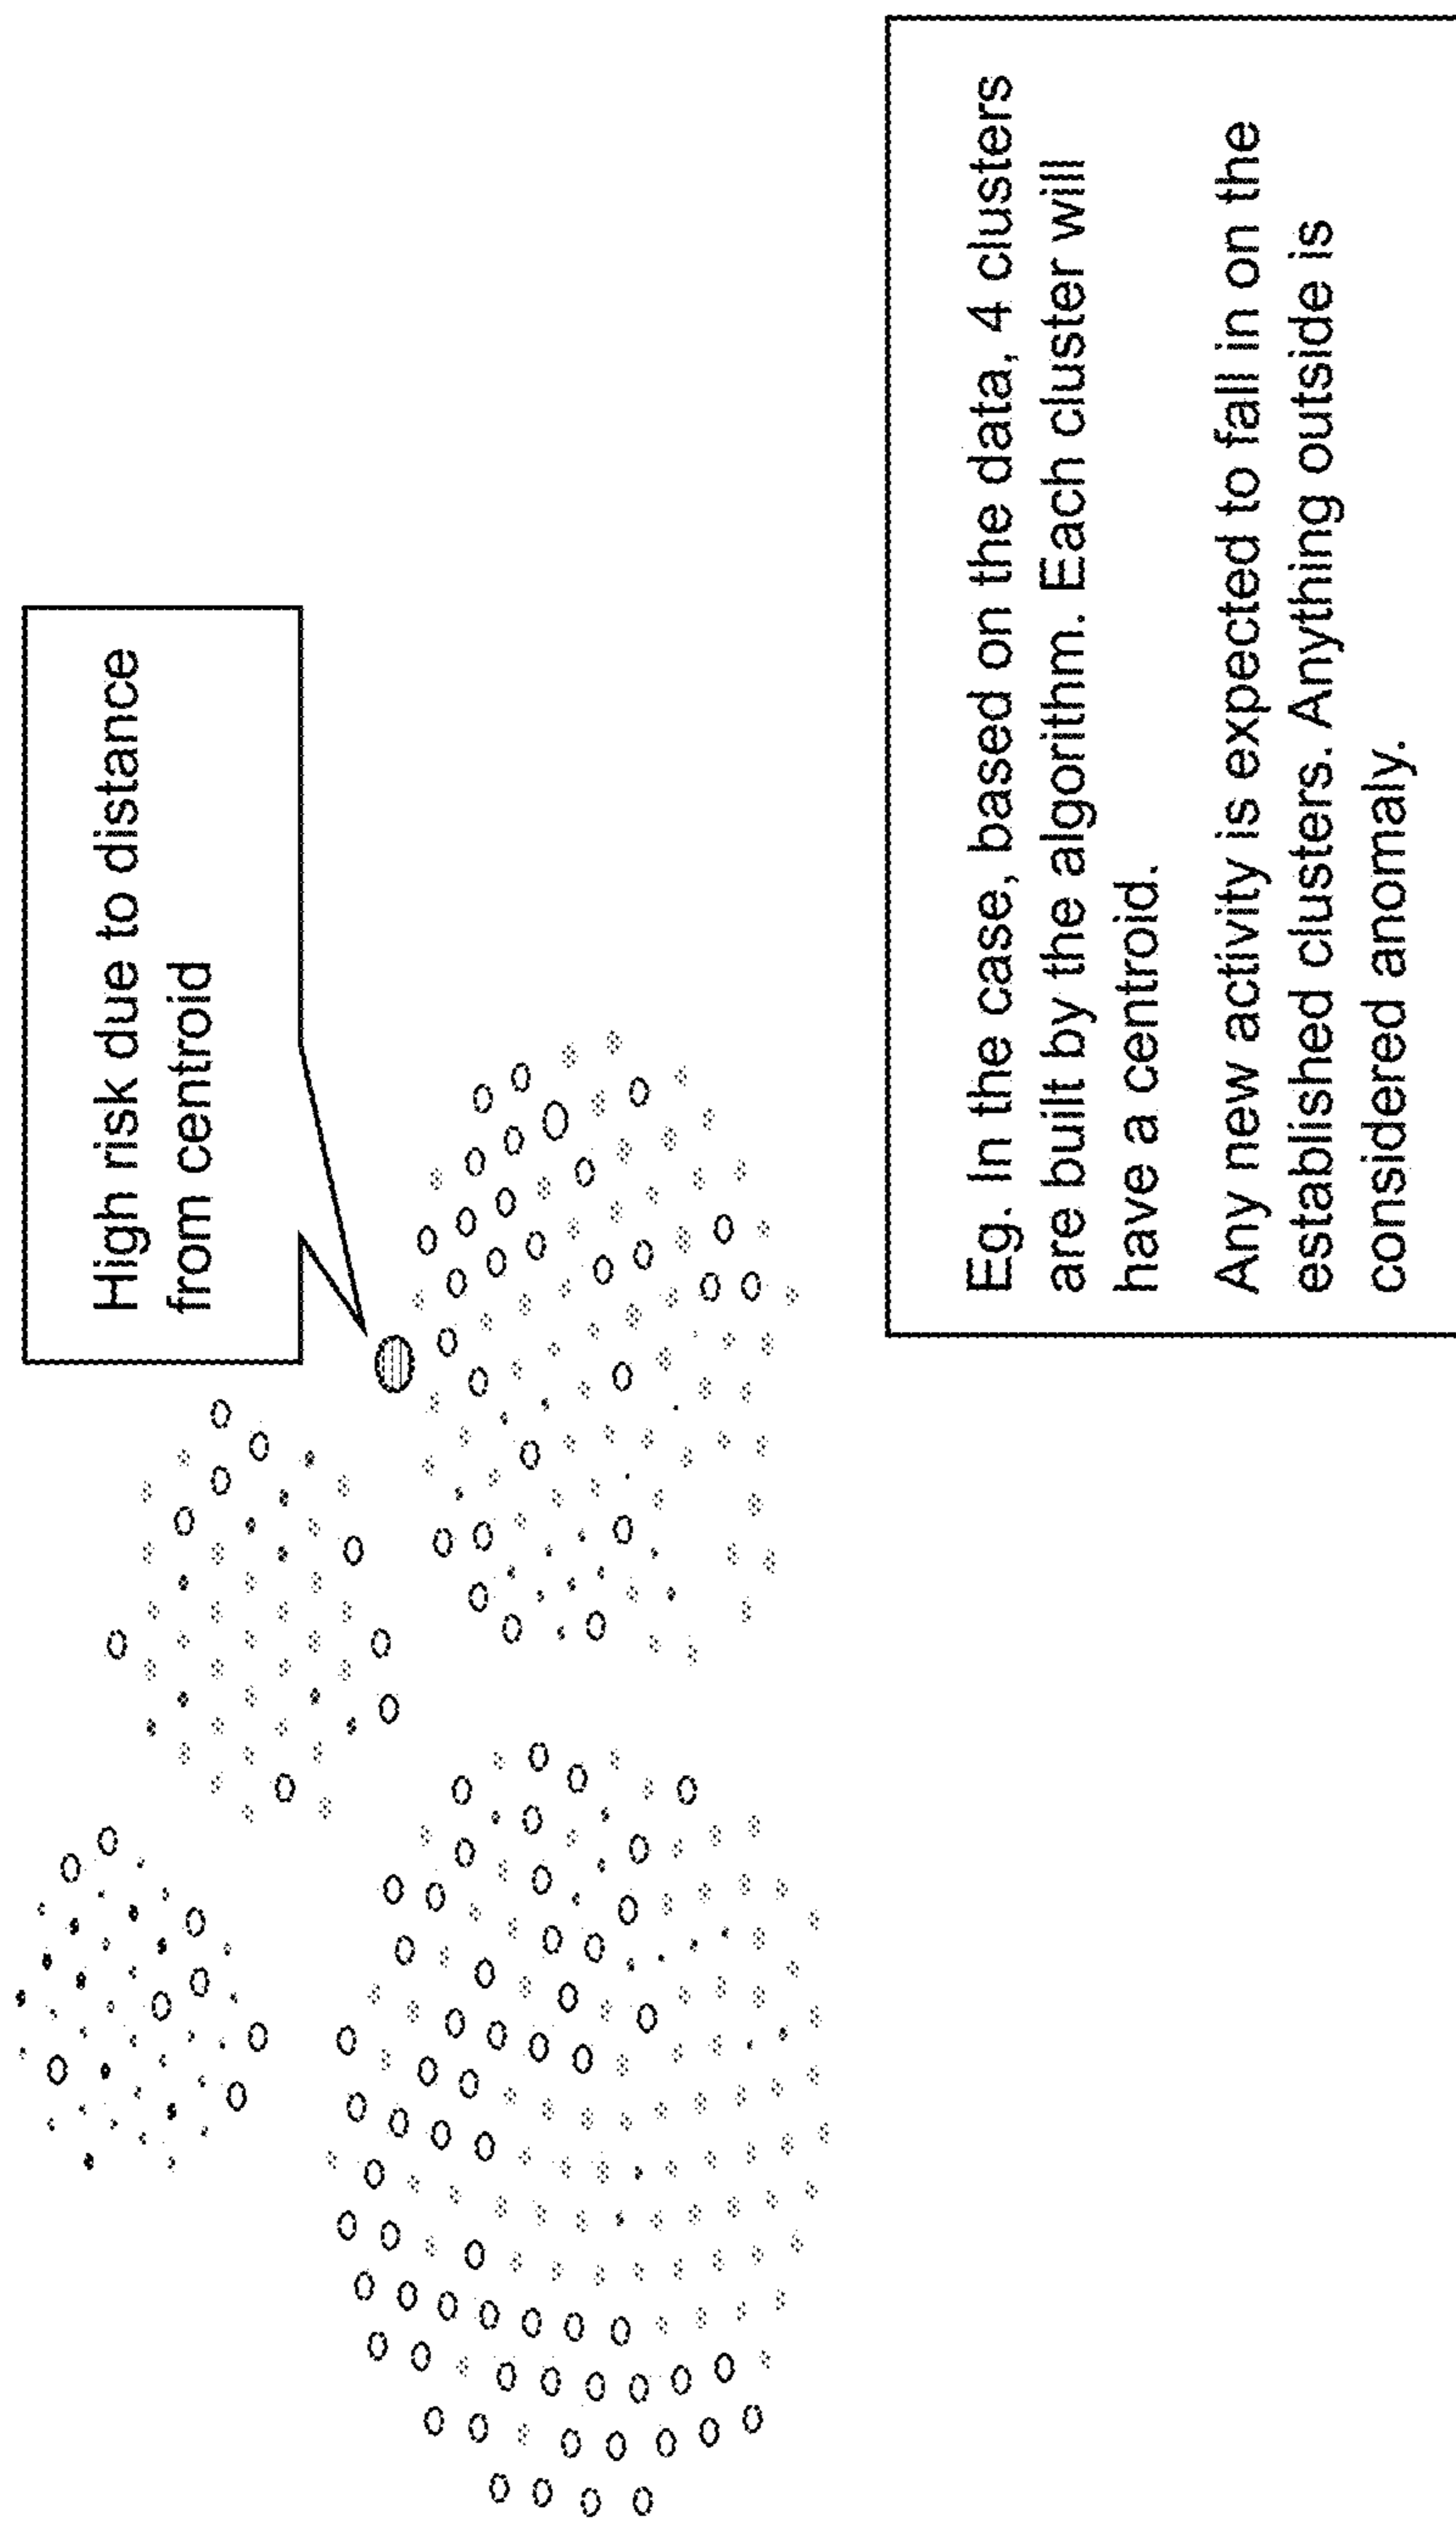 High risk due to distance
from centroid
Eg. In the case, based on the data, 4 clusters
are built by the algorithm. Each cluster will
have a centroid.
Any new activity is expected to fall in on the
established clusters. Anything outside is
considered anomaly.